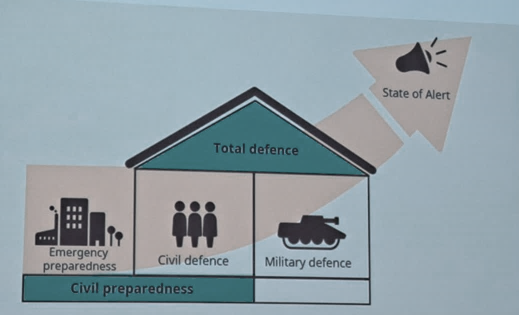 State of Alert
Total defence
Emergency
preparedness
Civil defence
Military defence
Civil preparedness